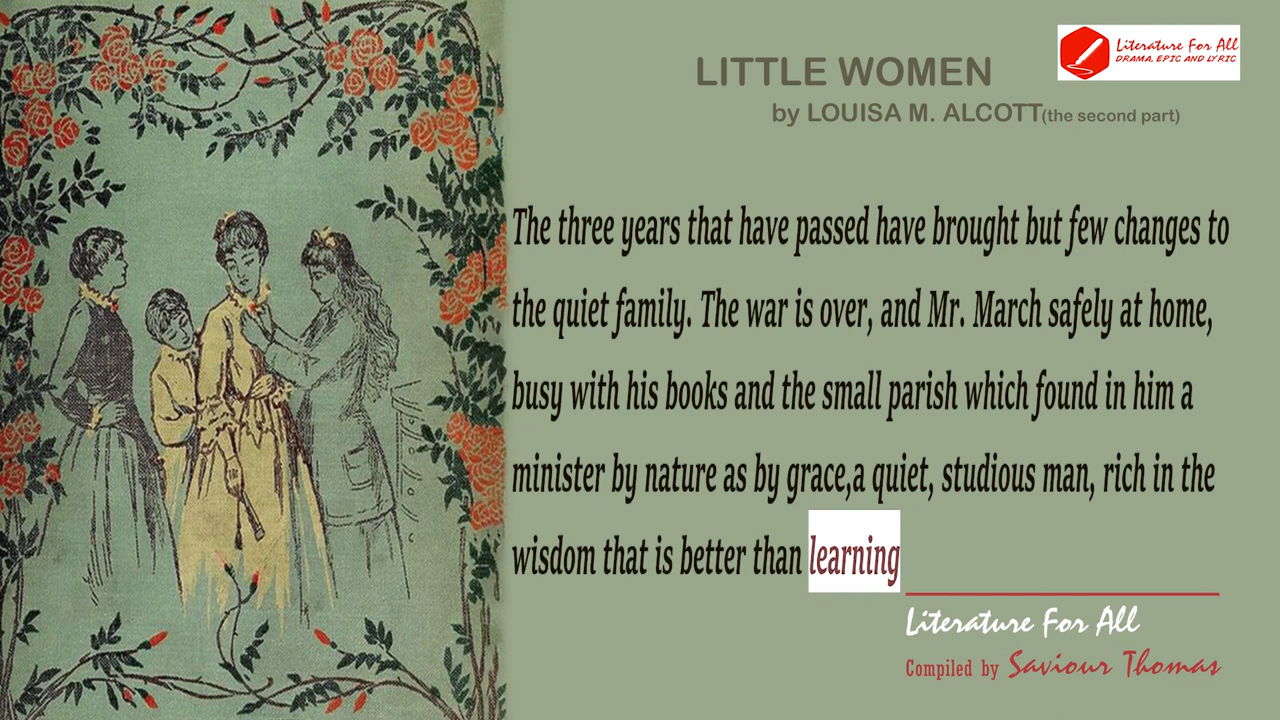 LITTLE WOMEN
by LOUISA M. ALCOTT(the second part)
Literature For All
DRAMA, EPIC AND LYRIC
The three years that have passed have brought but few changes to
the quiet family. The war is over, and Mr. March safely at home,
busy with his books and the small parish which found in him a
minister by nature as by grace,a quiet, studious man, rich in the
wisdom that is better than learning
Literature For All
Compiled by Saviour Thomas